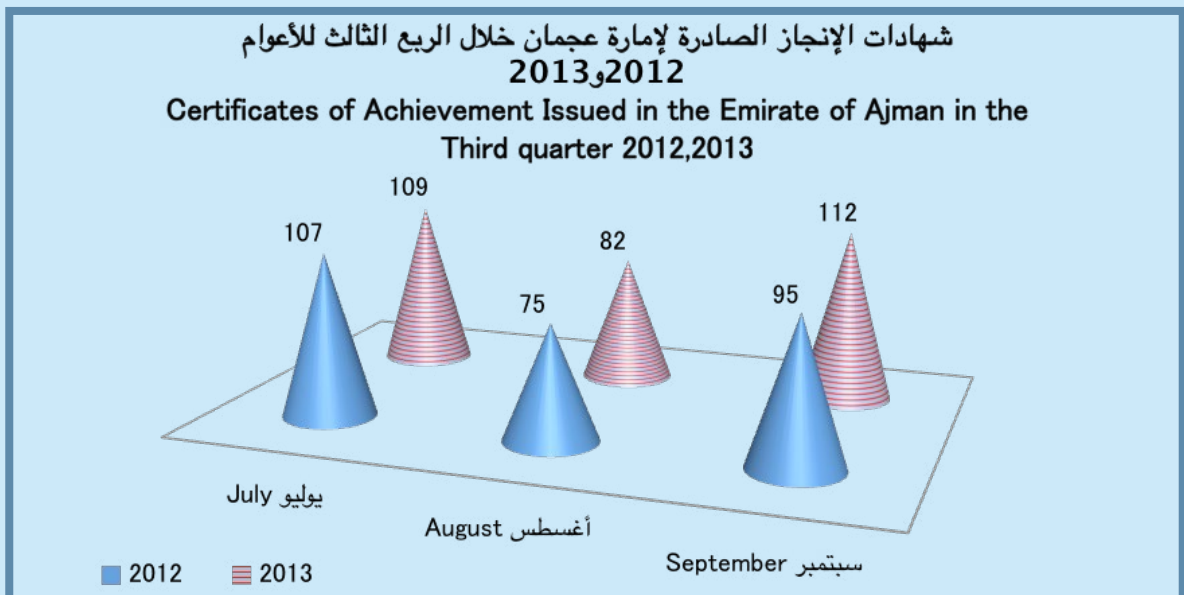 شهادات الإنجاز الصادرة لإمارة عجمان خلال الربع الثالث للأعوام
2012و2013
Certificates of Achievement Issued in the Emirate of Ajman in the
Third quarter 2012,2013
109
107
82
75
112
95
يوليو July
أغسطس August
سبتمبر September
2012
2013